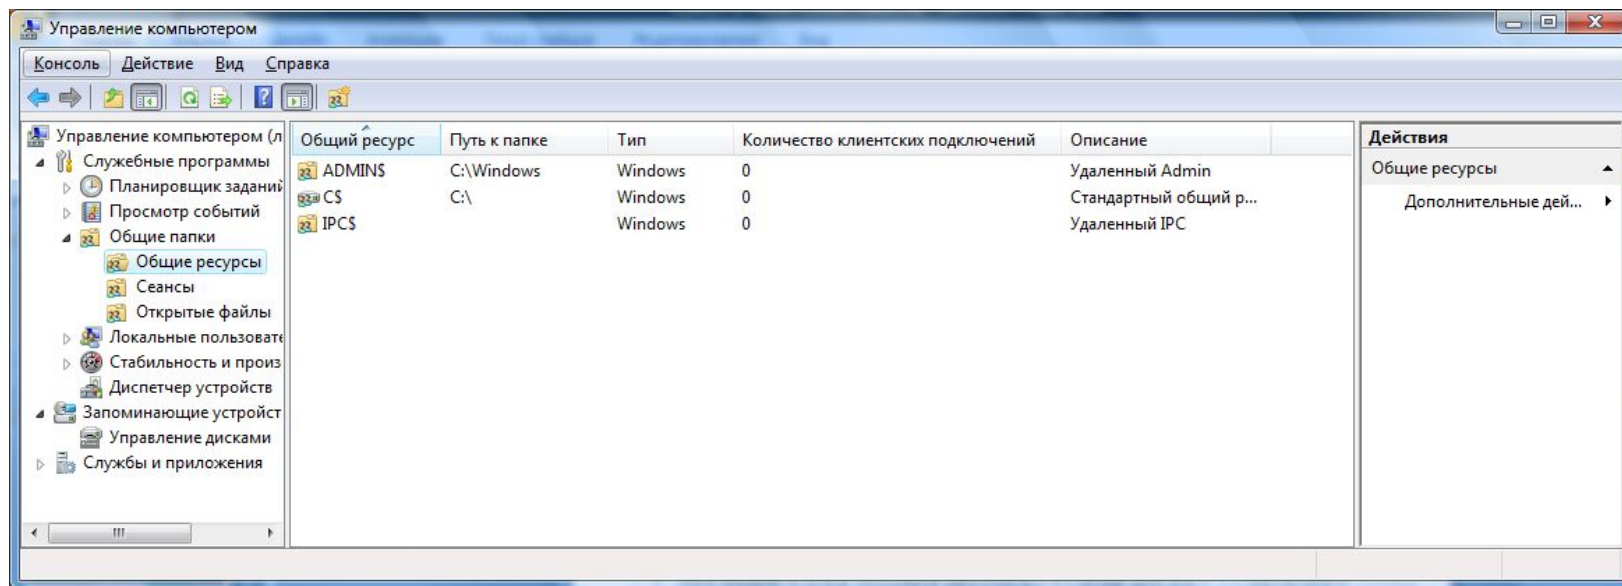 Управление компьютером
Консоль Действие Вид Справка
Управление компьютером (л
Служебные программы
Планировщик заданий
Просмотр событий
Общие папки
Общие ресурсы
Сеансы
Открытые файлы
Локальные пользовате
Стабильность и произ
Диспетчер устройств
Запоминающие устройст
Управление дисками
Службы и приложения
Общий ресурс Путь к папке Тип Количество клиентских подключений Описание
ADMIN$ C:\Windows Windows 0 Удаленный Admin
C$ C:\ Windows 0 Стандартный общий р...
IPC$ Windows 0 Удаленный IPC
Действия
Общие ресурсы
Дополнительные дей...